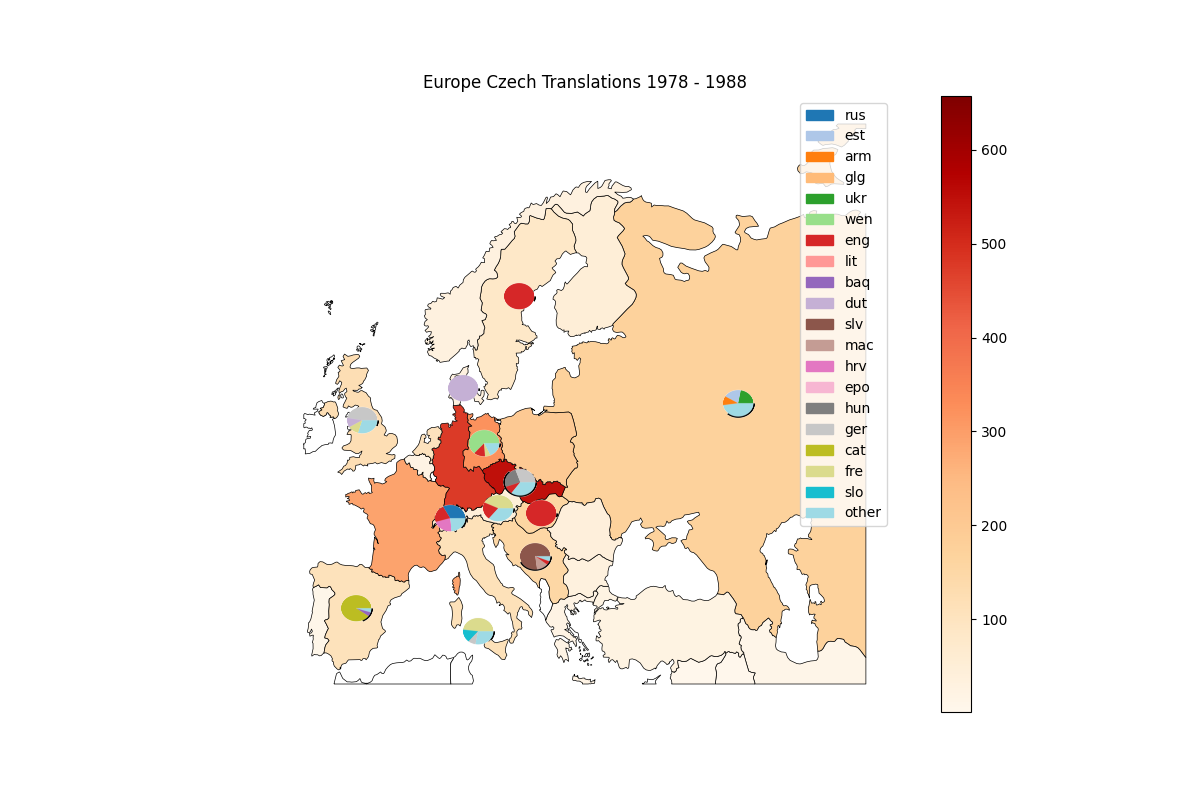 Europe Czech Translations 1978 - 1988
rus
est
arm
glg
ukr
wen
eng
lit
baq
dut
slv
mac
hrv
epo
hun
ger
cat
fre
slo
other
600
500
400
300
200
100